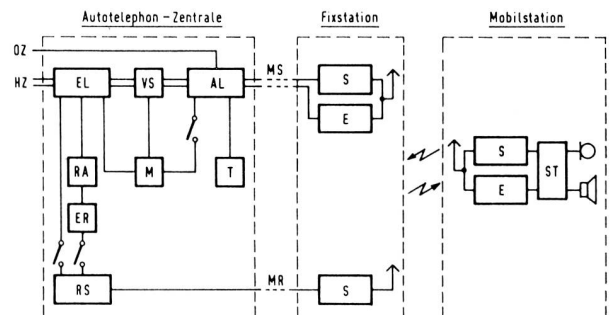 Autotelephon-Zentrale
Fixstation
Mobilstation
OZ
HZ
EL
VS
AL
MS
S
E
S
E
ST
RA
M
T
ER
RS
MR
S